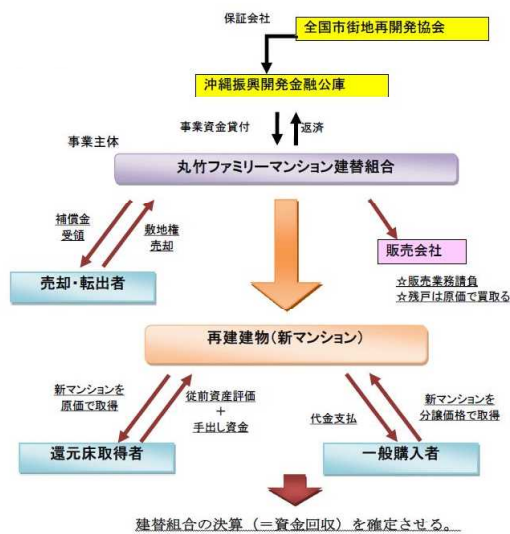 保証会社
全国市街地再開発協会
沖縄振興開発金融公庫
事業資金貸付
返済
事業主体
丸竹ファミリーマンション建替組合
補償金
受領
敷地権
売却
売却・転出者
販売会社
☆販売業務請負
☆残戸は原価で買取る
再建建物(新マンション)
新マンションを
原価で取得
従前資産評価
+
手出し資金
代金支払
新マンションを
分譲価格で取得
還元床取得者
一般購入者
建替組合の決算(=資金回収)を確定させる。